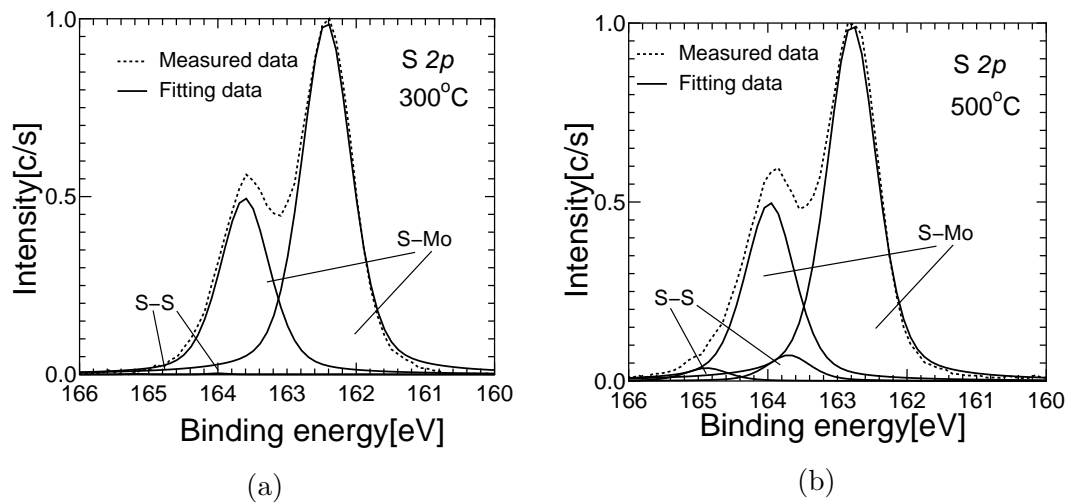 1.0
Measured data
Fitting data
S 2p
300°C
0.5
S–Mo
S–S
0.0
166 165 164 163 162 161 160
Intensity[c/s]
Binding energy[eV]
(a)
1.0
Measured data
Fitting data
S 2p
500°C
0.5
S–Mo
S–S
0.0
166 165 164 163 162 161 160
Intensity[c/s]
Binding energy[eV]
(b)